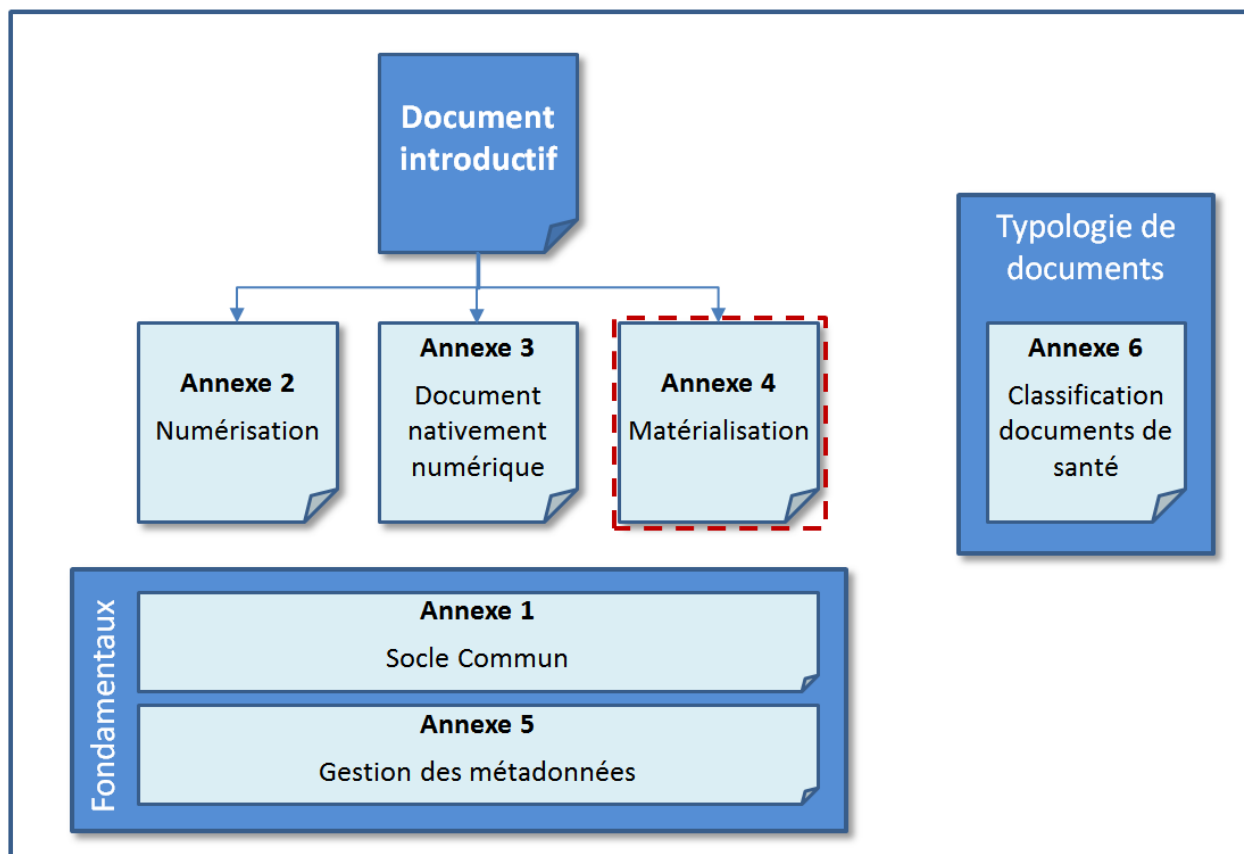 Document
introductif
Annexe 2
Numérisation
Annexe 3
Document
nativement
numérique
Annexe 4
Matérialisation
Typologie de
documents
Annexe 6
Classification
documents de
santé
Fondamentaux
Annexe 1
Socle Commun
Annexe 5
Gestion des métadonnées